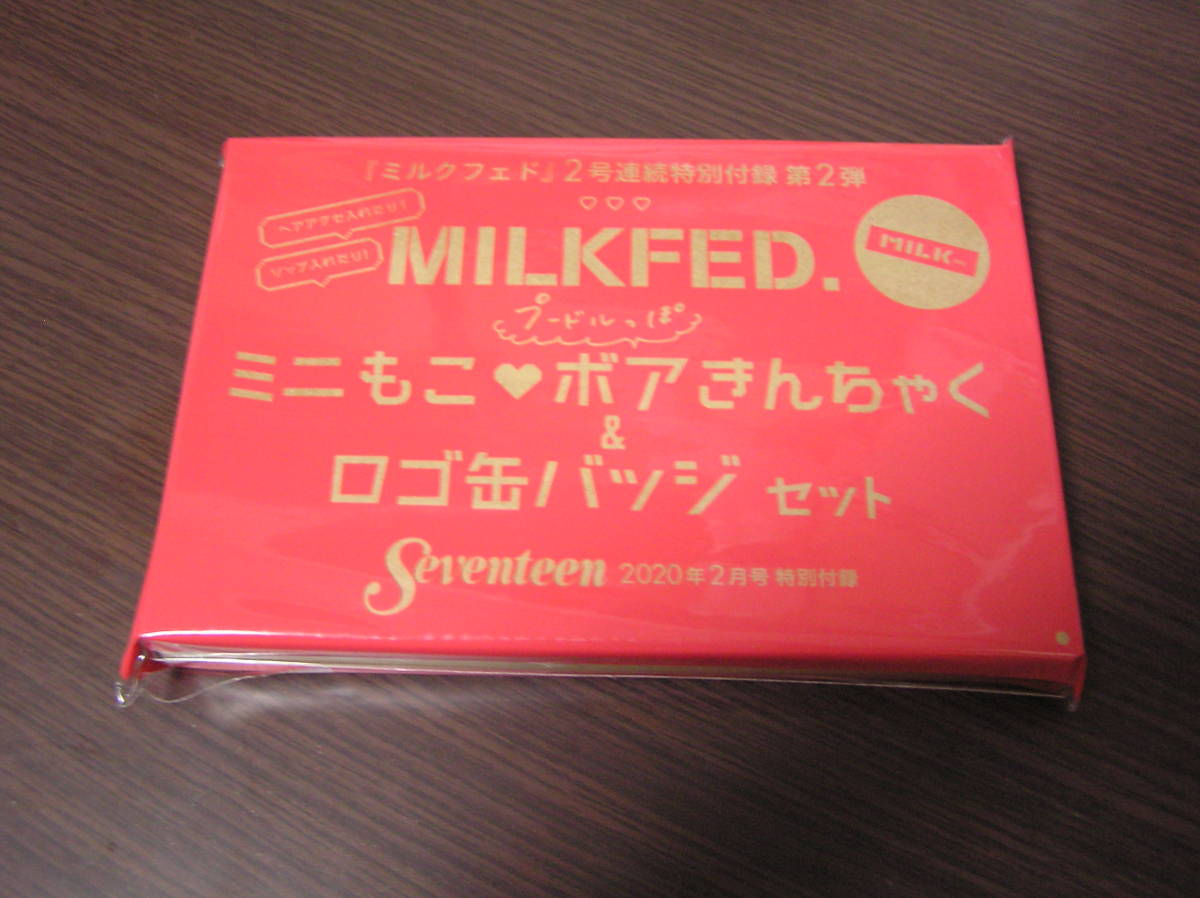 『ミルクフェド』2号連続特別付録 第2弾
ヘアアクセ入れたり!
リップ入れたり!
MILKFED.
MILK
プードルっぽ
ミニもこ♥ボアきんちゃく
&
ロゴ缶バッジ セット
Seventeen 2020年2月号 特別付録